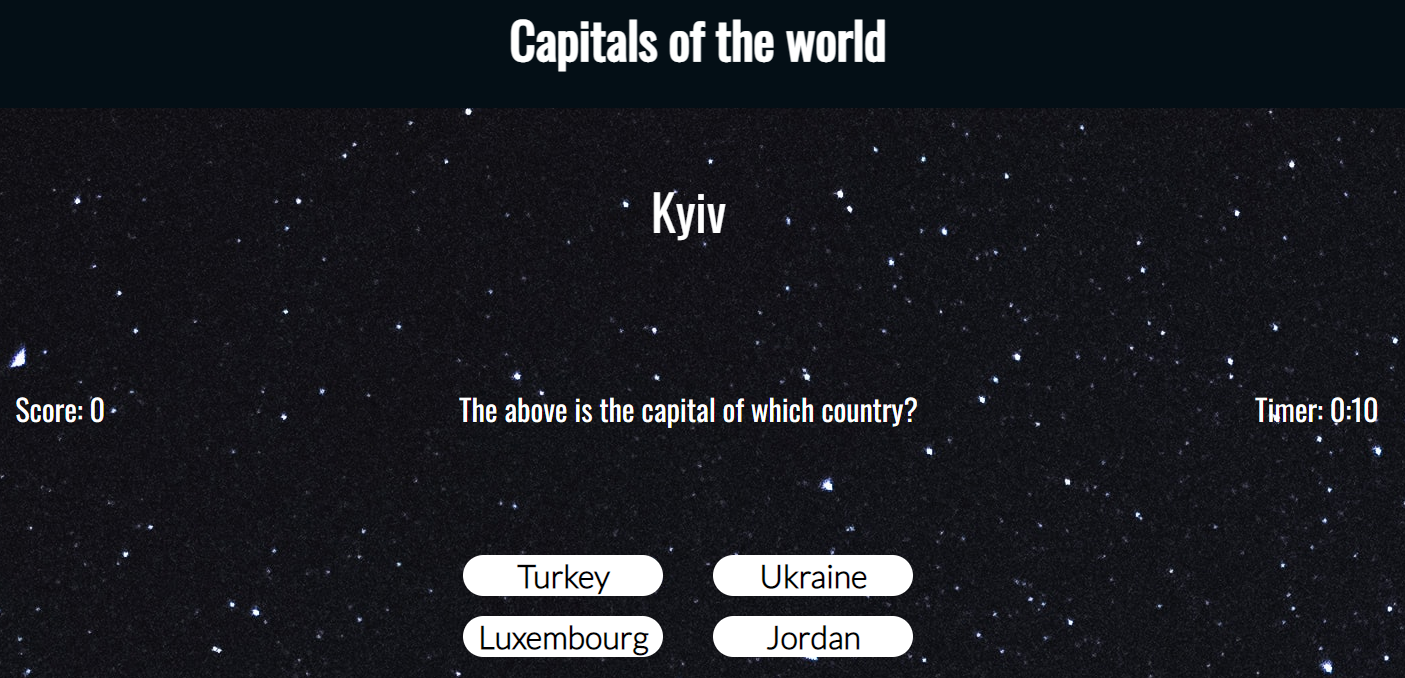 Capitals of the world
Kyiv
Score: 0
The above is the capital of which country?
Timer: 0:10
Turkey
Ukraine
Luxembourg
Jordan